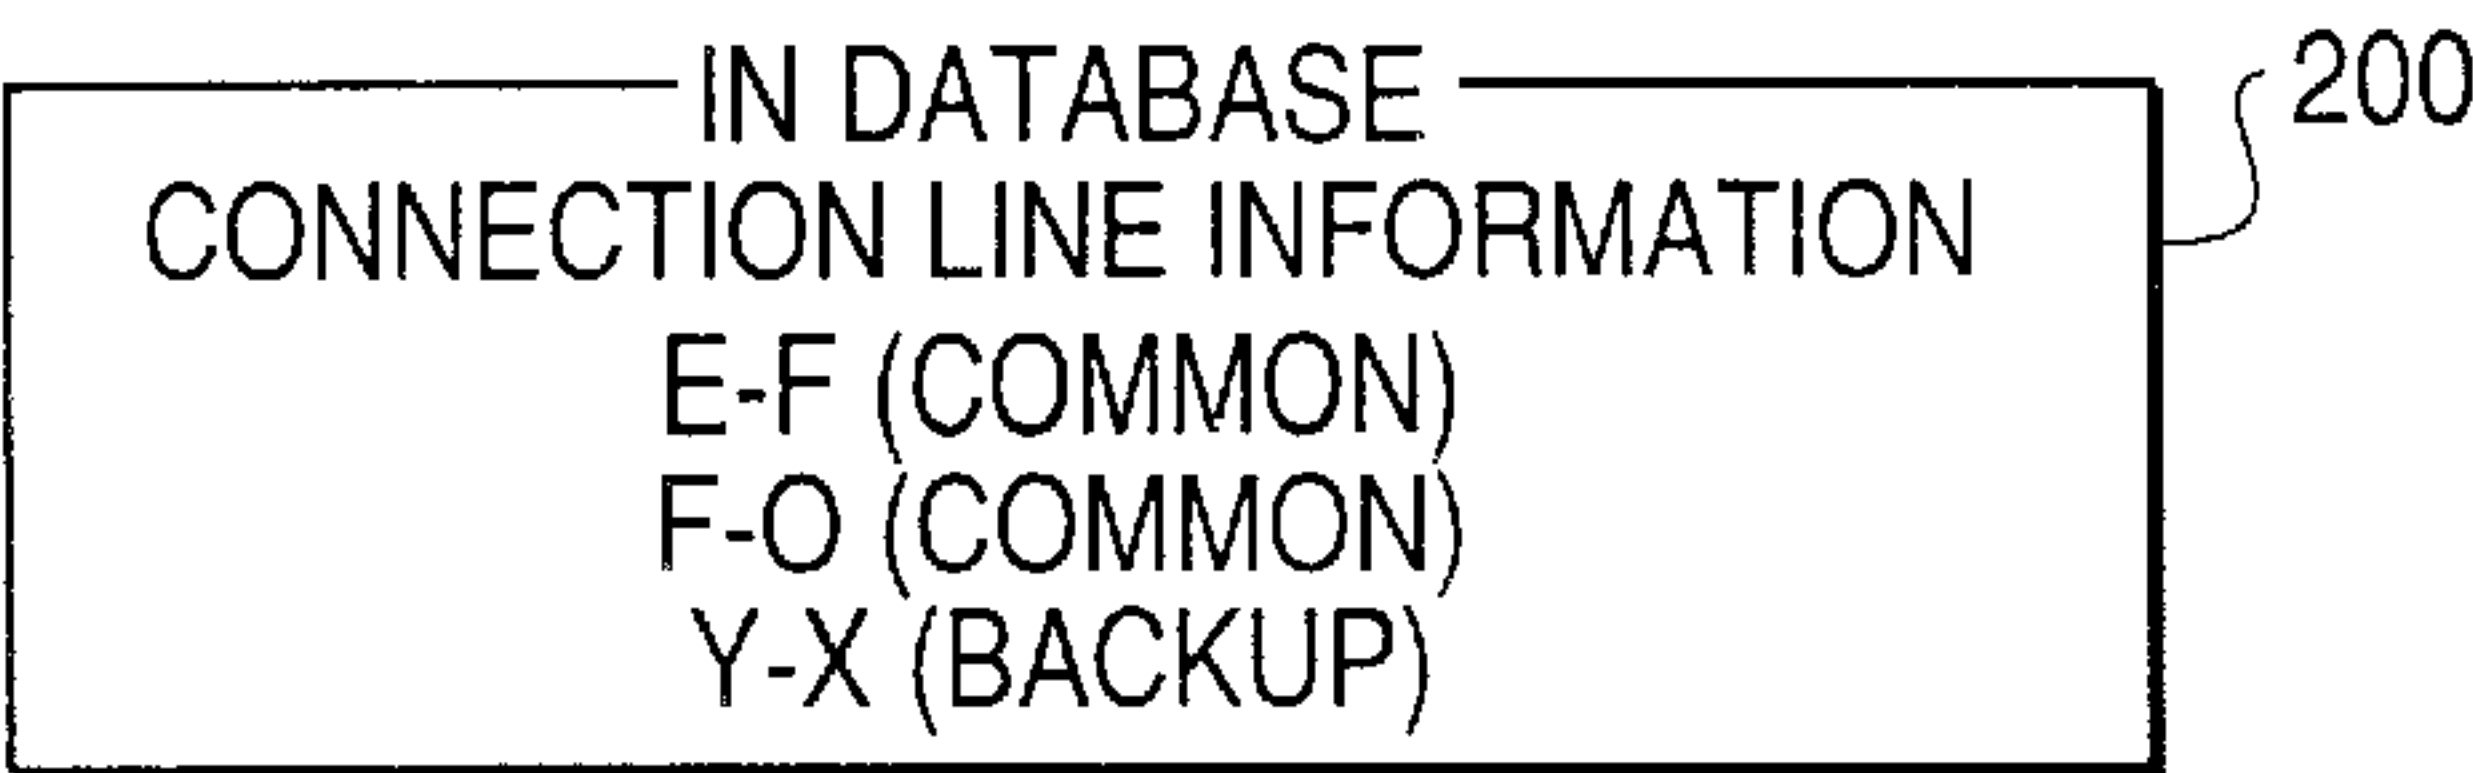 IN DATABASE
200
CONNECTION LINE INFORMATION
E-F (COMMON)
F-O (COMMON)
Y-X (BACKUP)